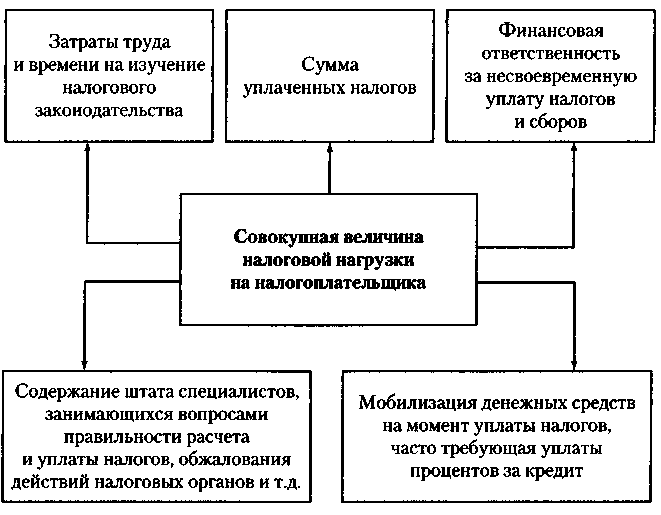 Затраты труда
и времени на изучение
налогового
законодательства
Сумма
уплаченных налогов
Финансовая
ответственность
за несвоевременную
уплату налогов
и сборов
Совокупная величина
налоговой нагрузки
на налогоплательщика
Содержание штата специалистов,
занимающихся вопросами
правильности расчета
и уплаты налогов, обжалования
действий налоговых органов и т.д.
Мобилизация денежных средств
на момент уплаты налогов,
часто требующая уплаты
процентов за кредит